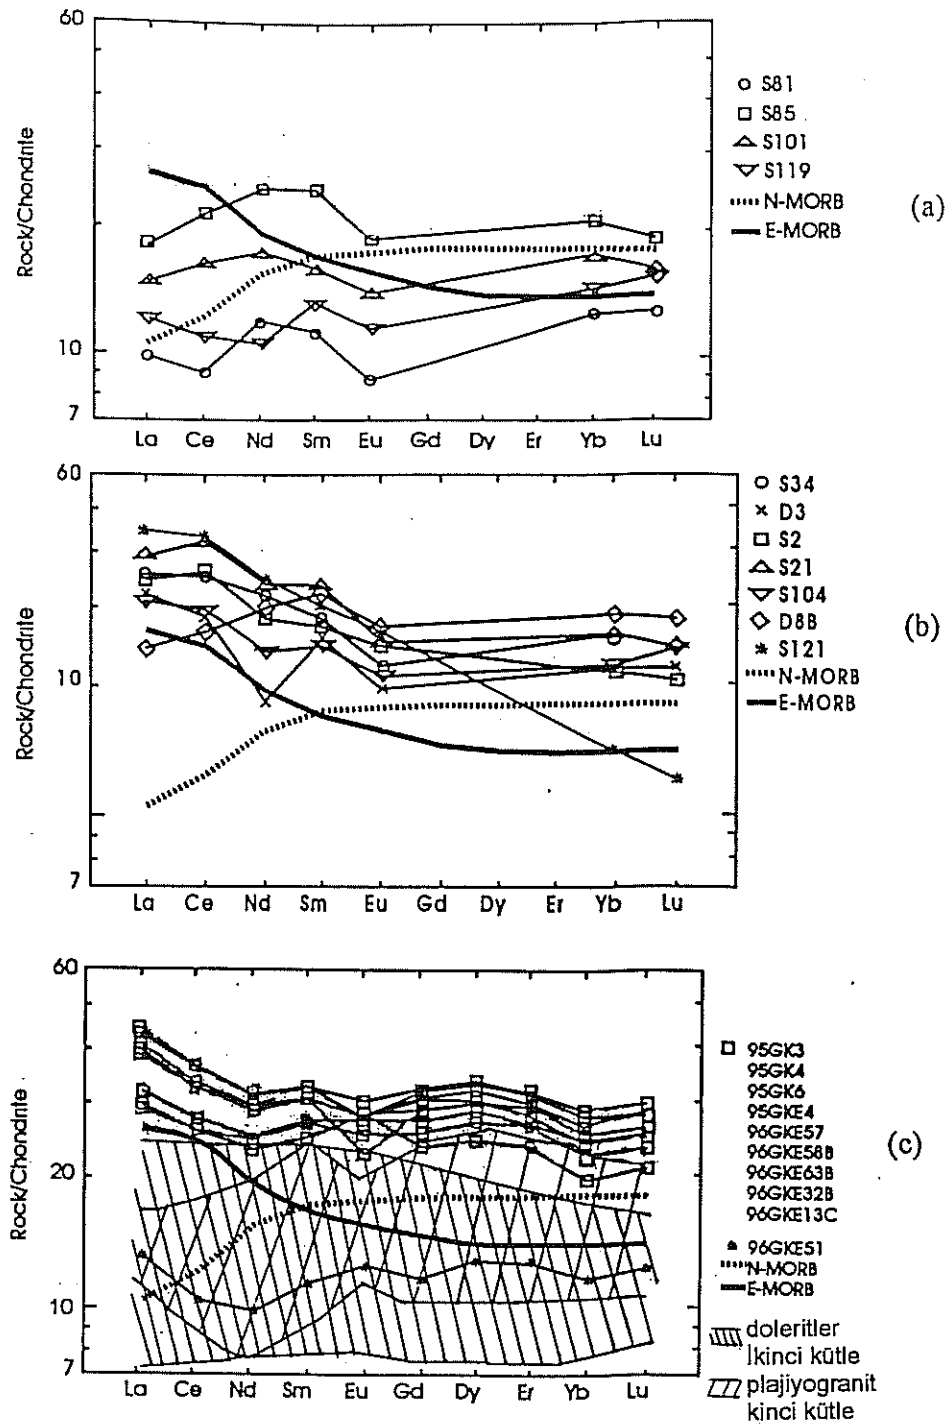 60
Rock/Chondrite
10
7
La Ce Nd Sm Eu Gd Dy Er Yb Lu
S81
S85
S101
S119
N-MORB
E-MORB
(a)
60
Rock/Chondrite
10
7
La Ce Nd Sm Eu Gd Dy Er Yb Lu
S34
D3
S2
S21
S104
D8B
S121
N-MORB
E-MORB
(b)
60
Rock/Chondrite
20
10
7
La Ce Nd Sm Eu Gd Dy Er Yb Lu
95GK3
95GK4
95GK6
95GKE4
96GKE57
96GKE58B
96GKE63B
96GKE32B
96GKE13C
96GKE51
N-MORB
E-MORB
doleritler
İkinci kütle
plajiyogranit
kinci kütle
(c)